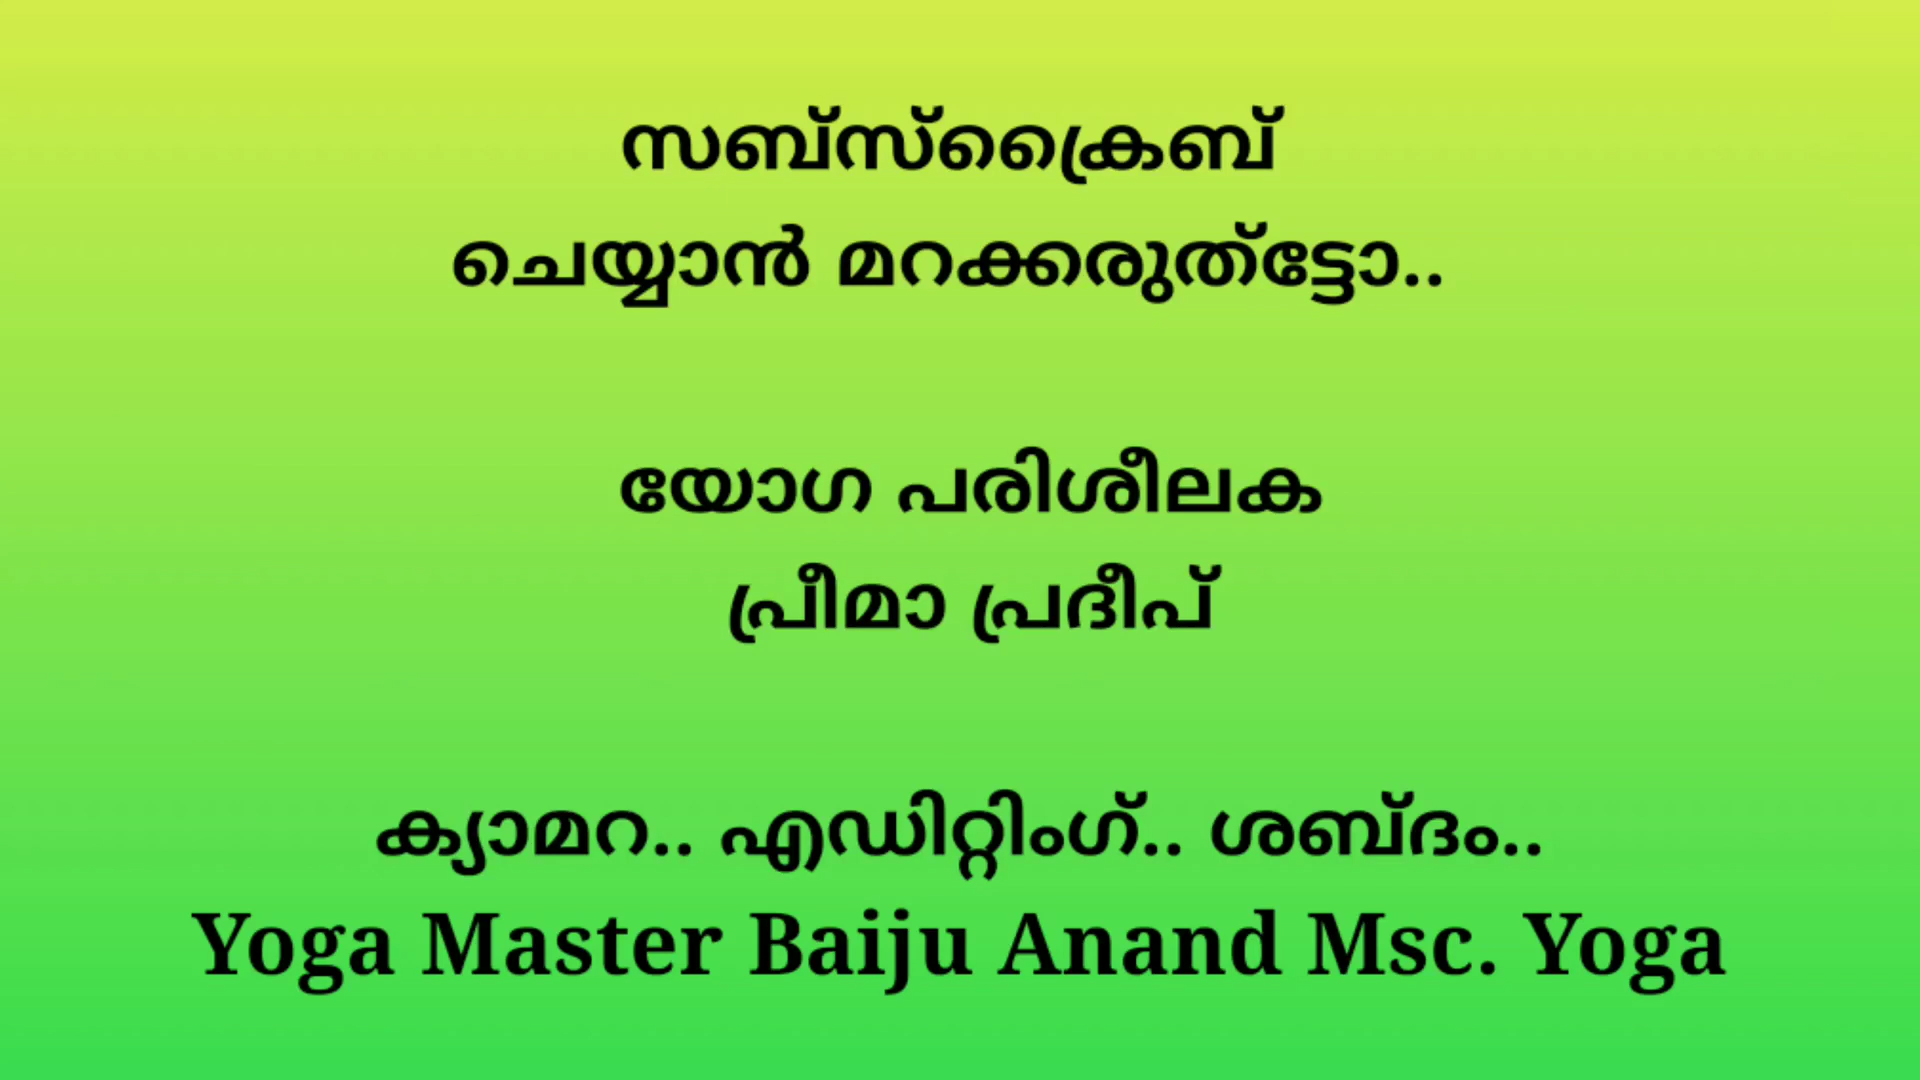 സബ്സ്ക്രൈബ്
ചെയ്യാൻ മറക്കരുത്ട്ടോ..
യോഗ പരിശീലക
പ്രീമാ പ്രദീപ്
ക്യാമറ.. എഡിറ്റിംഗ്.. ശബ്ദം..
Yoga Master Baiju Anand Msc. Yoga